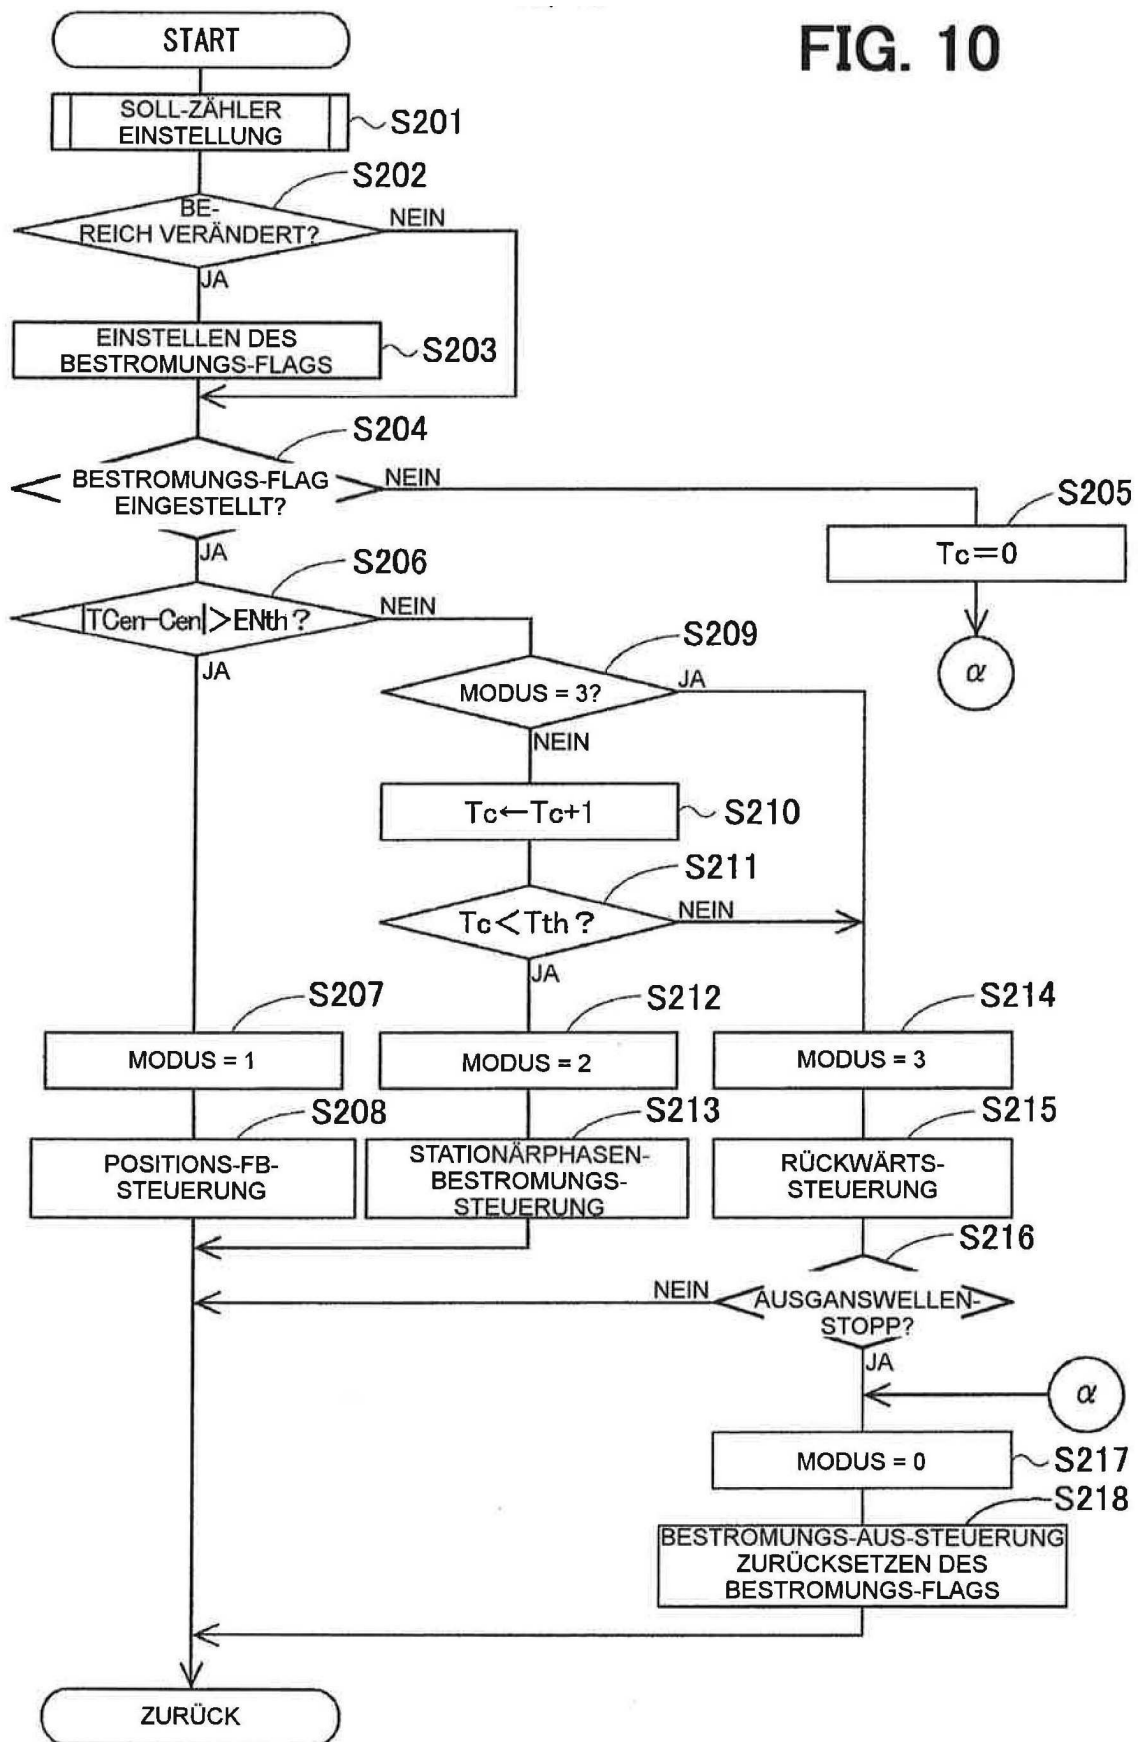 FIG. 10
START
SOLL-ZÄHLER
EINSTELLUNG
S201
S202
BE-
REICH VERÄNDERT?
NEIN
JA
EINSTELLEN DES
BESTROMUNGS-FLAGS
S203
S204
BESTROMUNGS-FLAG
EINGESTELLT?
NEIN
JA
S205
Tc=0
α
S206
|TCen-Cen|>ENth?
NEIN
JA
S209
MODUS = 3?
JA
NEIN
Tc←Tc+1
S210
S211
Tc<Tth?
NEIN
JA
S207
MODUS = 1
S212
MODUS = 2
S214
MODUS = 3
S208
POSITIONS-FB-
STEUERUNG
S213
STATIONÄRPHASEN-
BESTROMUNGS-
STEUERUNG
S215
RÜCKWÄRTS-
STEUERUNG
S216
AUSGANSWELLEN-
STOPP?
NEIN
JA
α
MODUS = 0
S217
S218
BESTROMUNGS-AUS-STEUERUNG
ZURÜCKSETZEN DES
BESTROMUNGS-FLAGS
ZURÜCK